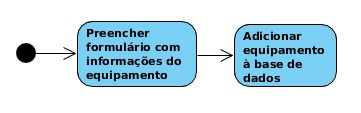 Preencher
formulário com
informações do
equipamento
Adicionar
equipamento
à base de
dados